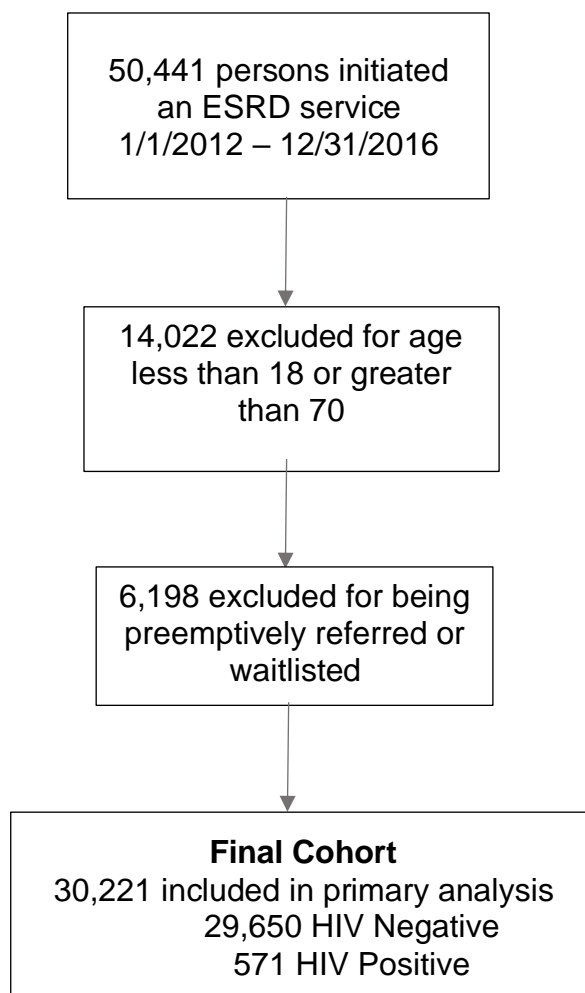 50,441 persons initiated
an ESRD service
1/1/2012 – 12/31/2016
14,022 excluded for age
less than 18 or greater
than 70
6,198 excluded for being
preemptively referred or
waitlisted
Final Cohort
30,221 included in primary analysis
29,650 HIV Negative
571 HIV Positive